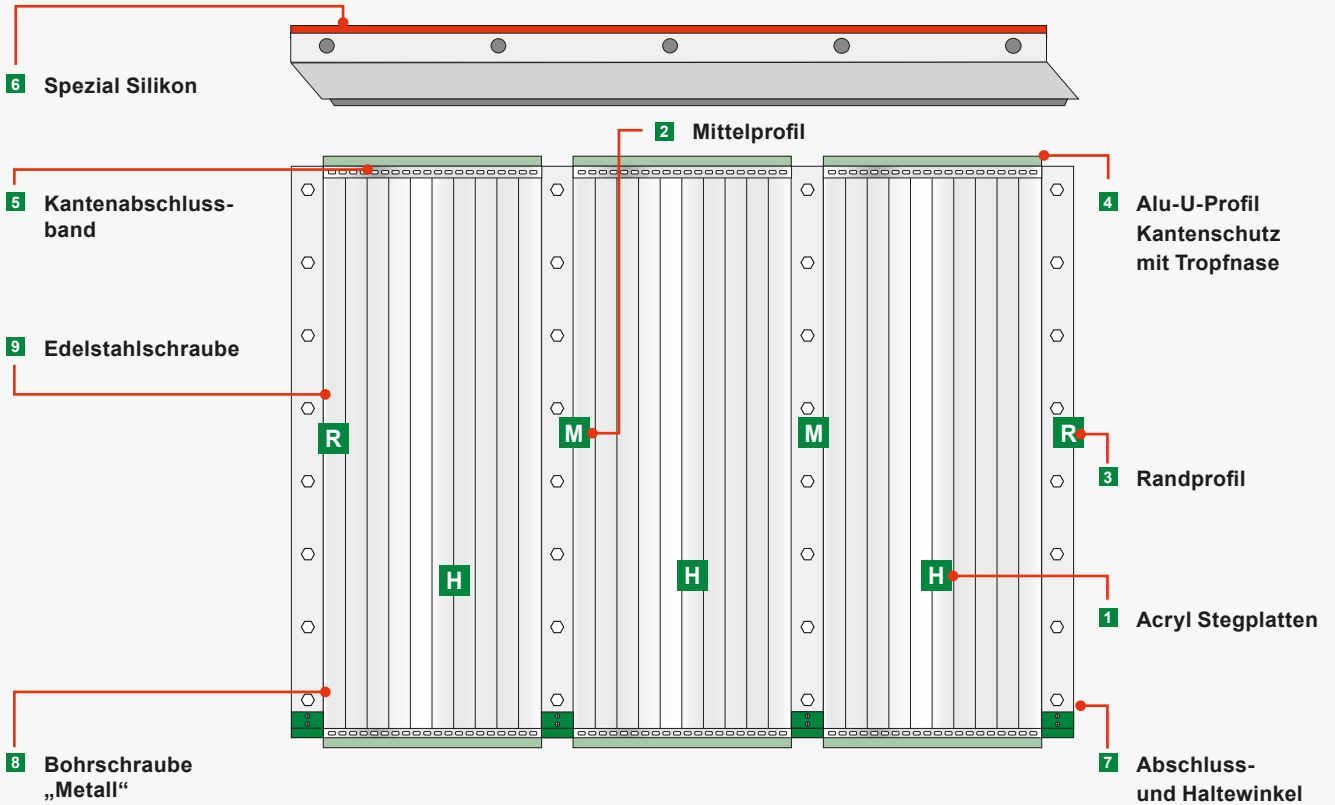 6 Spezial Silikon
2 Mittelprofil
5 Kantenabschluss-
band
4 Alu-U-Profil
Kantenschutz
mit Tropfnase
9 Edelstahlschraube
R M M R
3 Randprofil
H H H
1 Acryl Stegplatten
8 Bohrschraube
„Metall“
7 Abschluss-
und Haltewinkel